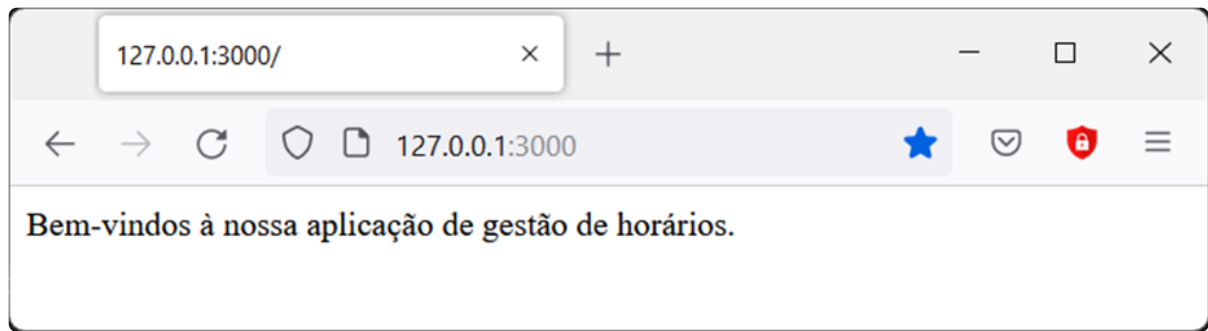 127.0.0.1:3000/
127.0.0.1:3000
Bem-vindos à nossa aplicação de gestão de horários.